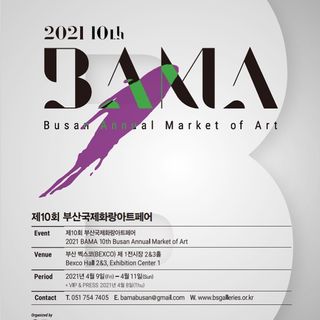 2021 10th
BAMA
Busan Annual Market of Art
제10회 부산국제화랑아트페어
Event 제10회 부산국제화랑아트페어
2021 BAMA 10th Busan Annual Market of Art
Venue 부산 벡스코(BEXCO) 제 1전시장 2&3홀
Bexco Hall 2&3, Exhibition Center 1
Period 2021년 4월 9일(Fri) – 4월 11일(Sun)
• VIP & PRESS 2021년 4월 8일(Thu)
Contact T. 051 754 7405 E. bamabusan@gmail.com W. www.bsgalleries.or.kr
Organized by